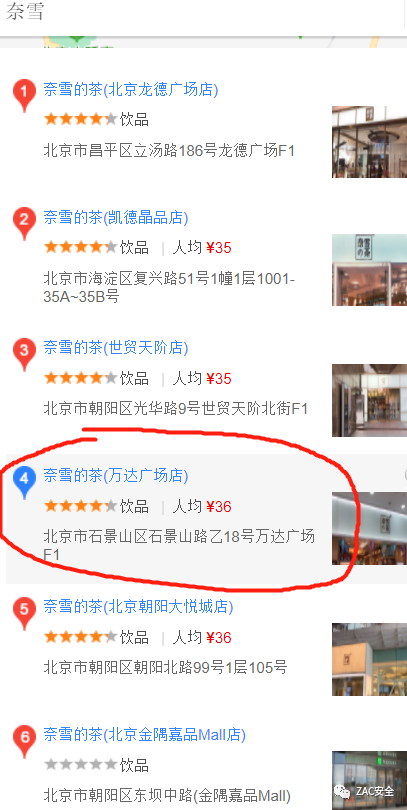 奈雪
1
奈雪的茶(北京龙德广场店)
饮品
北京市昌平区立汤路186号龙德广场F1
2
奈雪的茶(凯德晶品店)
饮品 | 人均 ¥35
北京市海淀区复兴路51号1幢1层1001-
35A~35B号
3
奈雪的茶(世贸天阶店)
饮品 | 人均 ¥35
北京市朝阳区光华路9号世贸天阶北街F1
4
奈雪的茶(万达广场店)
饮品 | 人均 ¥36
北京市石景山区石景山路乙18号万达广场
F1
5
奈雪的茶(北京朝阳大悦城店)
饮品 | 人均 ¥36
北京市朝阳区朝阳北路99号1层105号
6
奈雪的茶(北京金隅嘉品Mall店)
饮品
北京市朝阳区东坝中路(金隅嘉品Mall)
ZAC安全